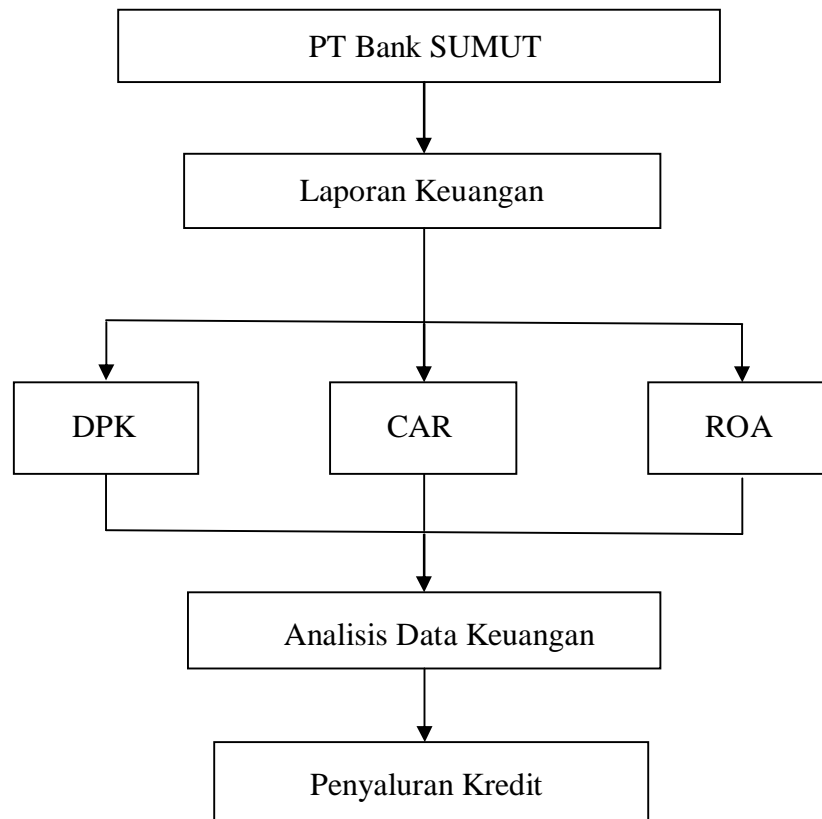 PT Bank SUMUT
Laporan Keuangan
DPK
CAR
ROA
Analisis Data Keuangan
Penyaluran Kredit